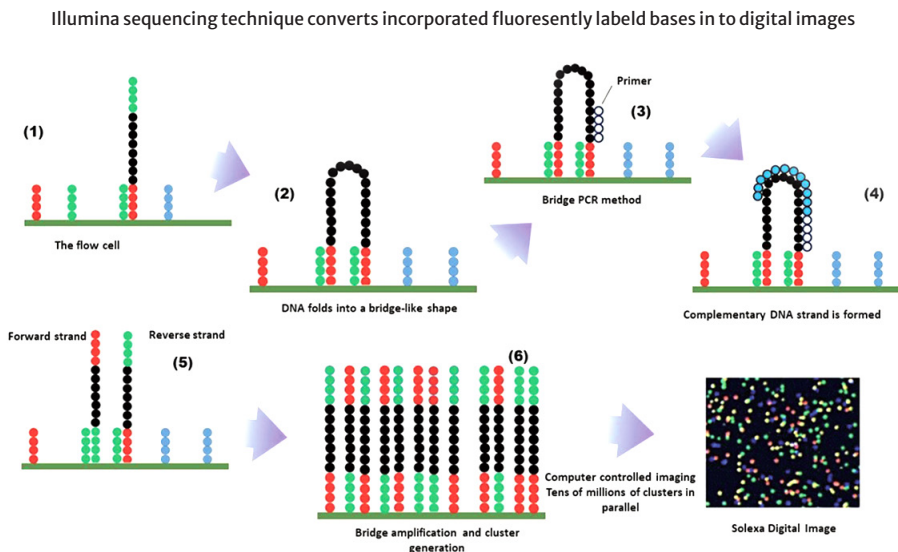 Illumina sequencing technique converts incorporated fluoresently labeld bases in to digital images
(1)
The flow cell
(2)
DNA folds into a bridge-like shape
Primer
(3)
Bridge PCR method
(4)
Complementary DNA strand is formed
Forward strand
Reverse strand
(5)
(6)
Bridge amplification and cluster
generation
Computer controlled imaging
Tens of millions of clusters in
parallel
Solexa Digital Image